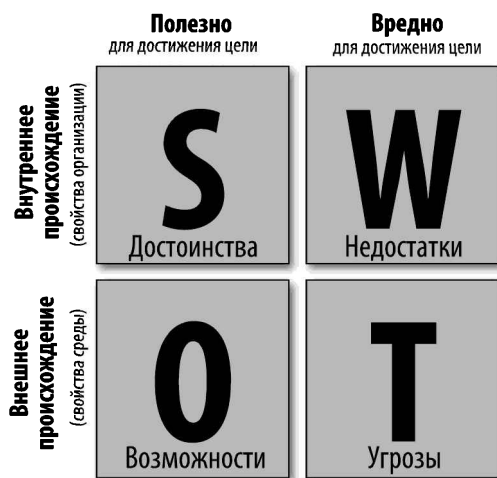 Полезно
для достижения цели
Вредно
для достижения цели
Внутреннее
происхождение
(свойства организации)
S
Достоинства
W
Недостатки
Внешнее
происхождение
(свойства среды)
O
Возможности
T
Угрозы